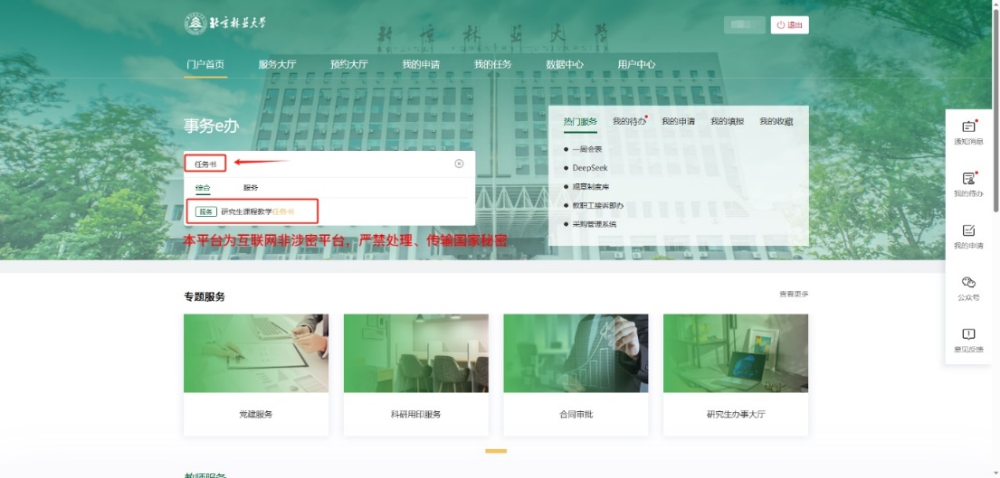 北京林业大学
北京林业大学
退出
门户首页 服务大厅 预约大厅 我的申请 我的任务 数据中心 用户中心
事务e办
任务书
综合 服务
服务 研究生课程教学任务书
本平台为互联网非涉密平台，严禁处理、传输国家秘密
热门服务 我的待办 我的申请 我的填报 我的收藏
一周会表
DeepSeek
规章制度库
教职工接诉即办
采购管理系统
通知消息
我的待办
我的申请
公众号
意见反馈
专题服务 查看更多
党建服务 科研用印服务 合同审批 研究生办事大厅
教师服务